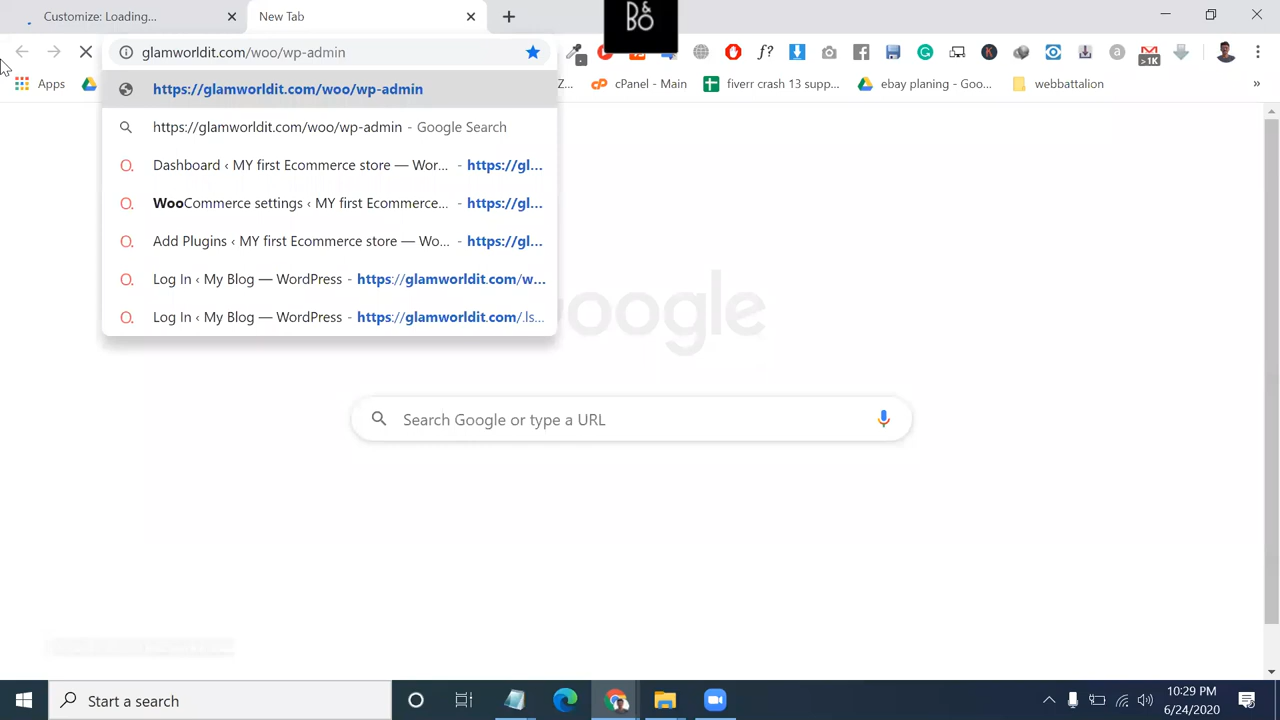 Customize: Loading...
New Tab
B&
BO
glamworldit.com/woo/wp-admin
f?
K
a
>1K
Apps
Z...
cPanel - Main
fiverr crash 13 supp...
ebay planing - Goo...
webbattalion
»
https://glamworldit.com/woo/wp-admin
https://glamworldit.com/woo/wp-admin - Google Search
O. Dashboard ‹ MY first Ecommerce store — Wor... - https://gl...
O. WooCommerce settings ‹ MY first Ecommerce... - https://gl...
O. Add Plugins ‹ MY first Ecommerce store — Wo... - https://gl...
O. Log In ‹ My Blog — WordPress - https://glamworldit.com/w...
O. Log In ‹ My Blog — WordPress - https://glamworldit.com/.ls...
oogle
Search Google or type a URL
Start a search
10:29 PM
6/24/2020